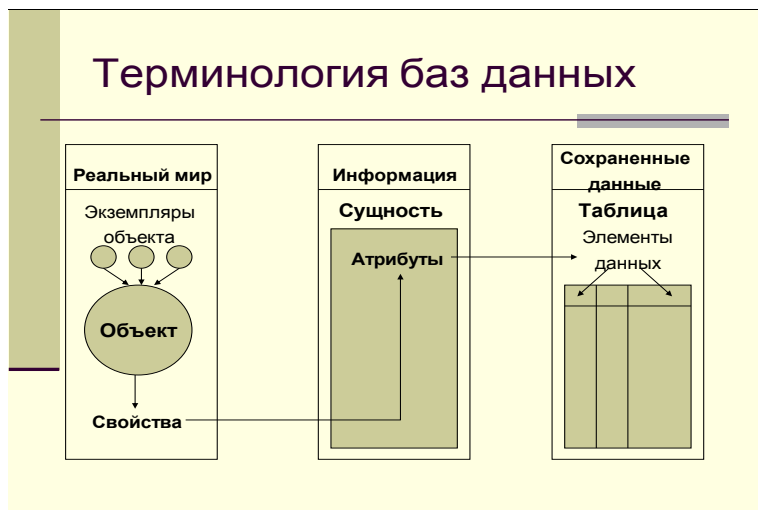 Терминология баз данных
Реальный мир
Экземпляры
объекта
Объект
Свойства
Информация
Сущность
Атрибуты
Сохраненные
данные
Таблица
Элементы
данных